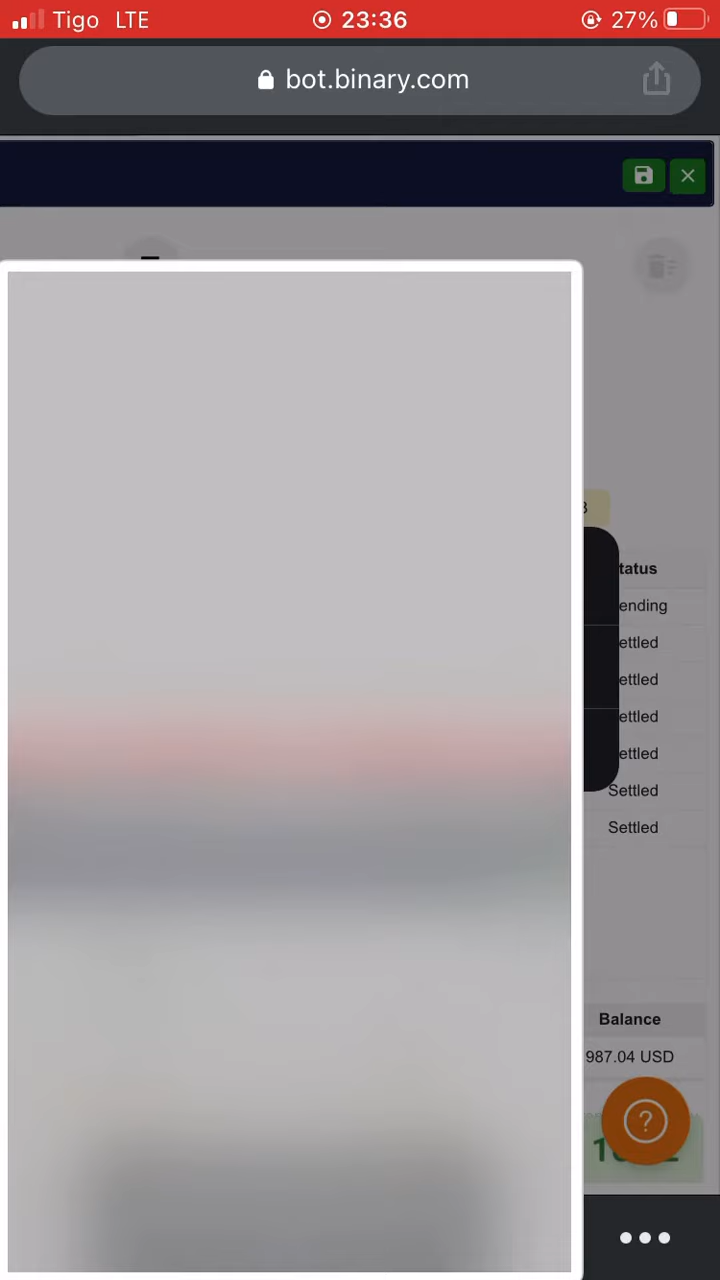 Tigo LTE 23:36 27%
bot.binary.com
3
tatus
ending
ettled
ettled
ettled
ettled
Settled
Settled
Balance
987.04 USD
?